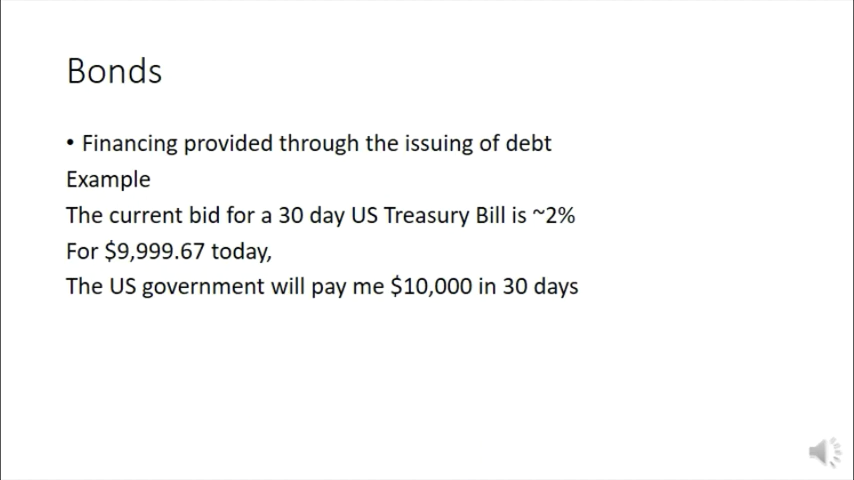 Bonds
• Financing provided through the issuing of debt
Example
The current bid for a 30 day US Treasury Bill is ~2%
For $9,999.67 today,
The US government will pay me $10,000 in 30 days